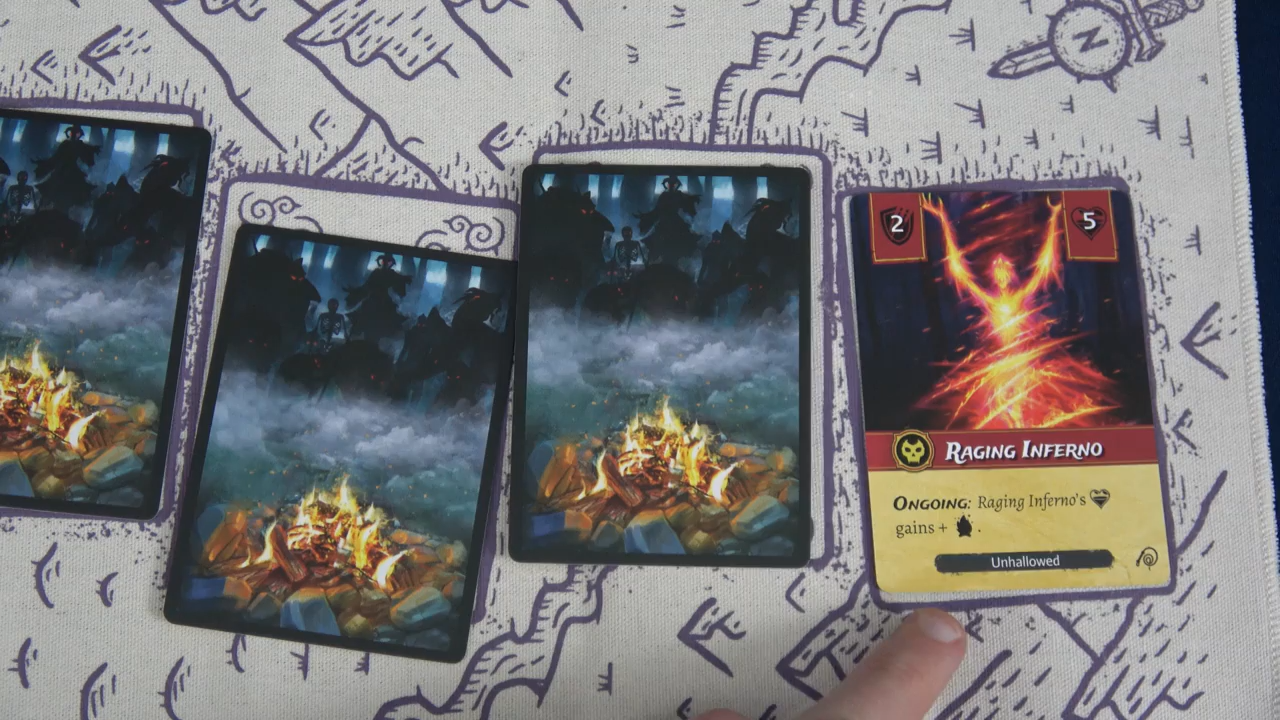 N
2
5
RAGING INFERNO
ONGOING: Raging Inferno's
gains + .
Unhallowed